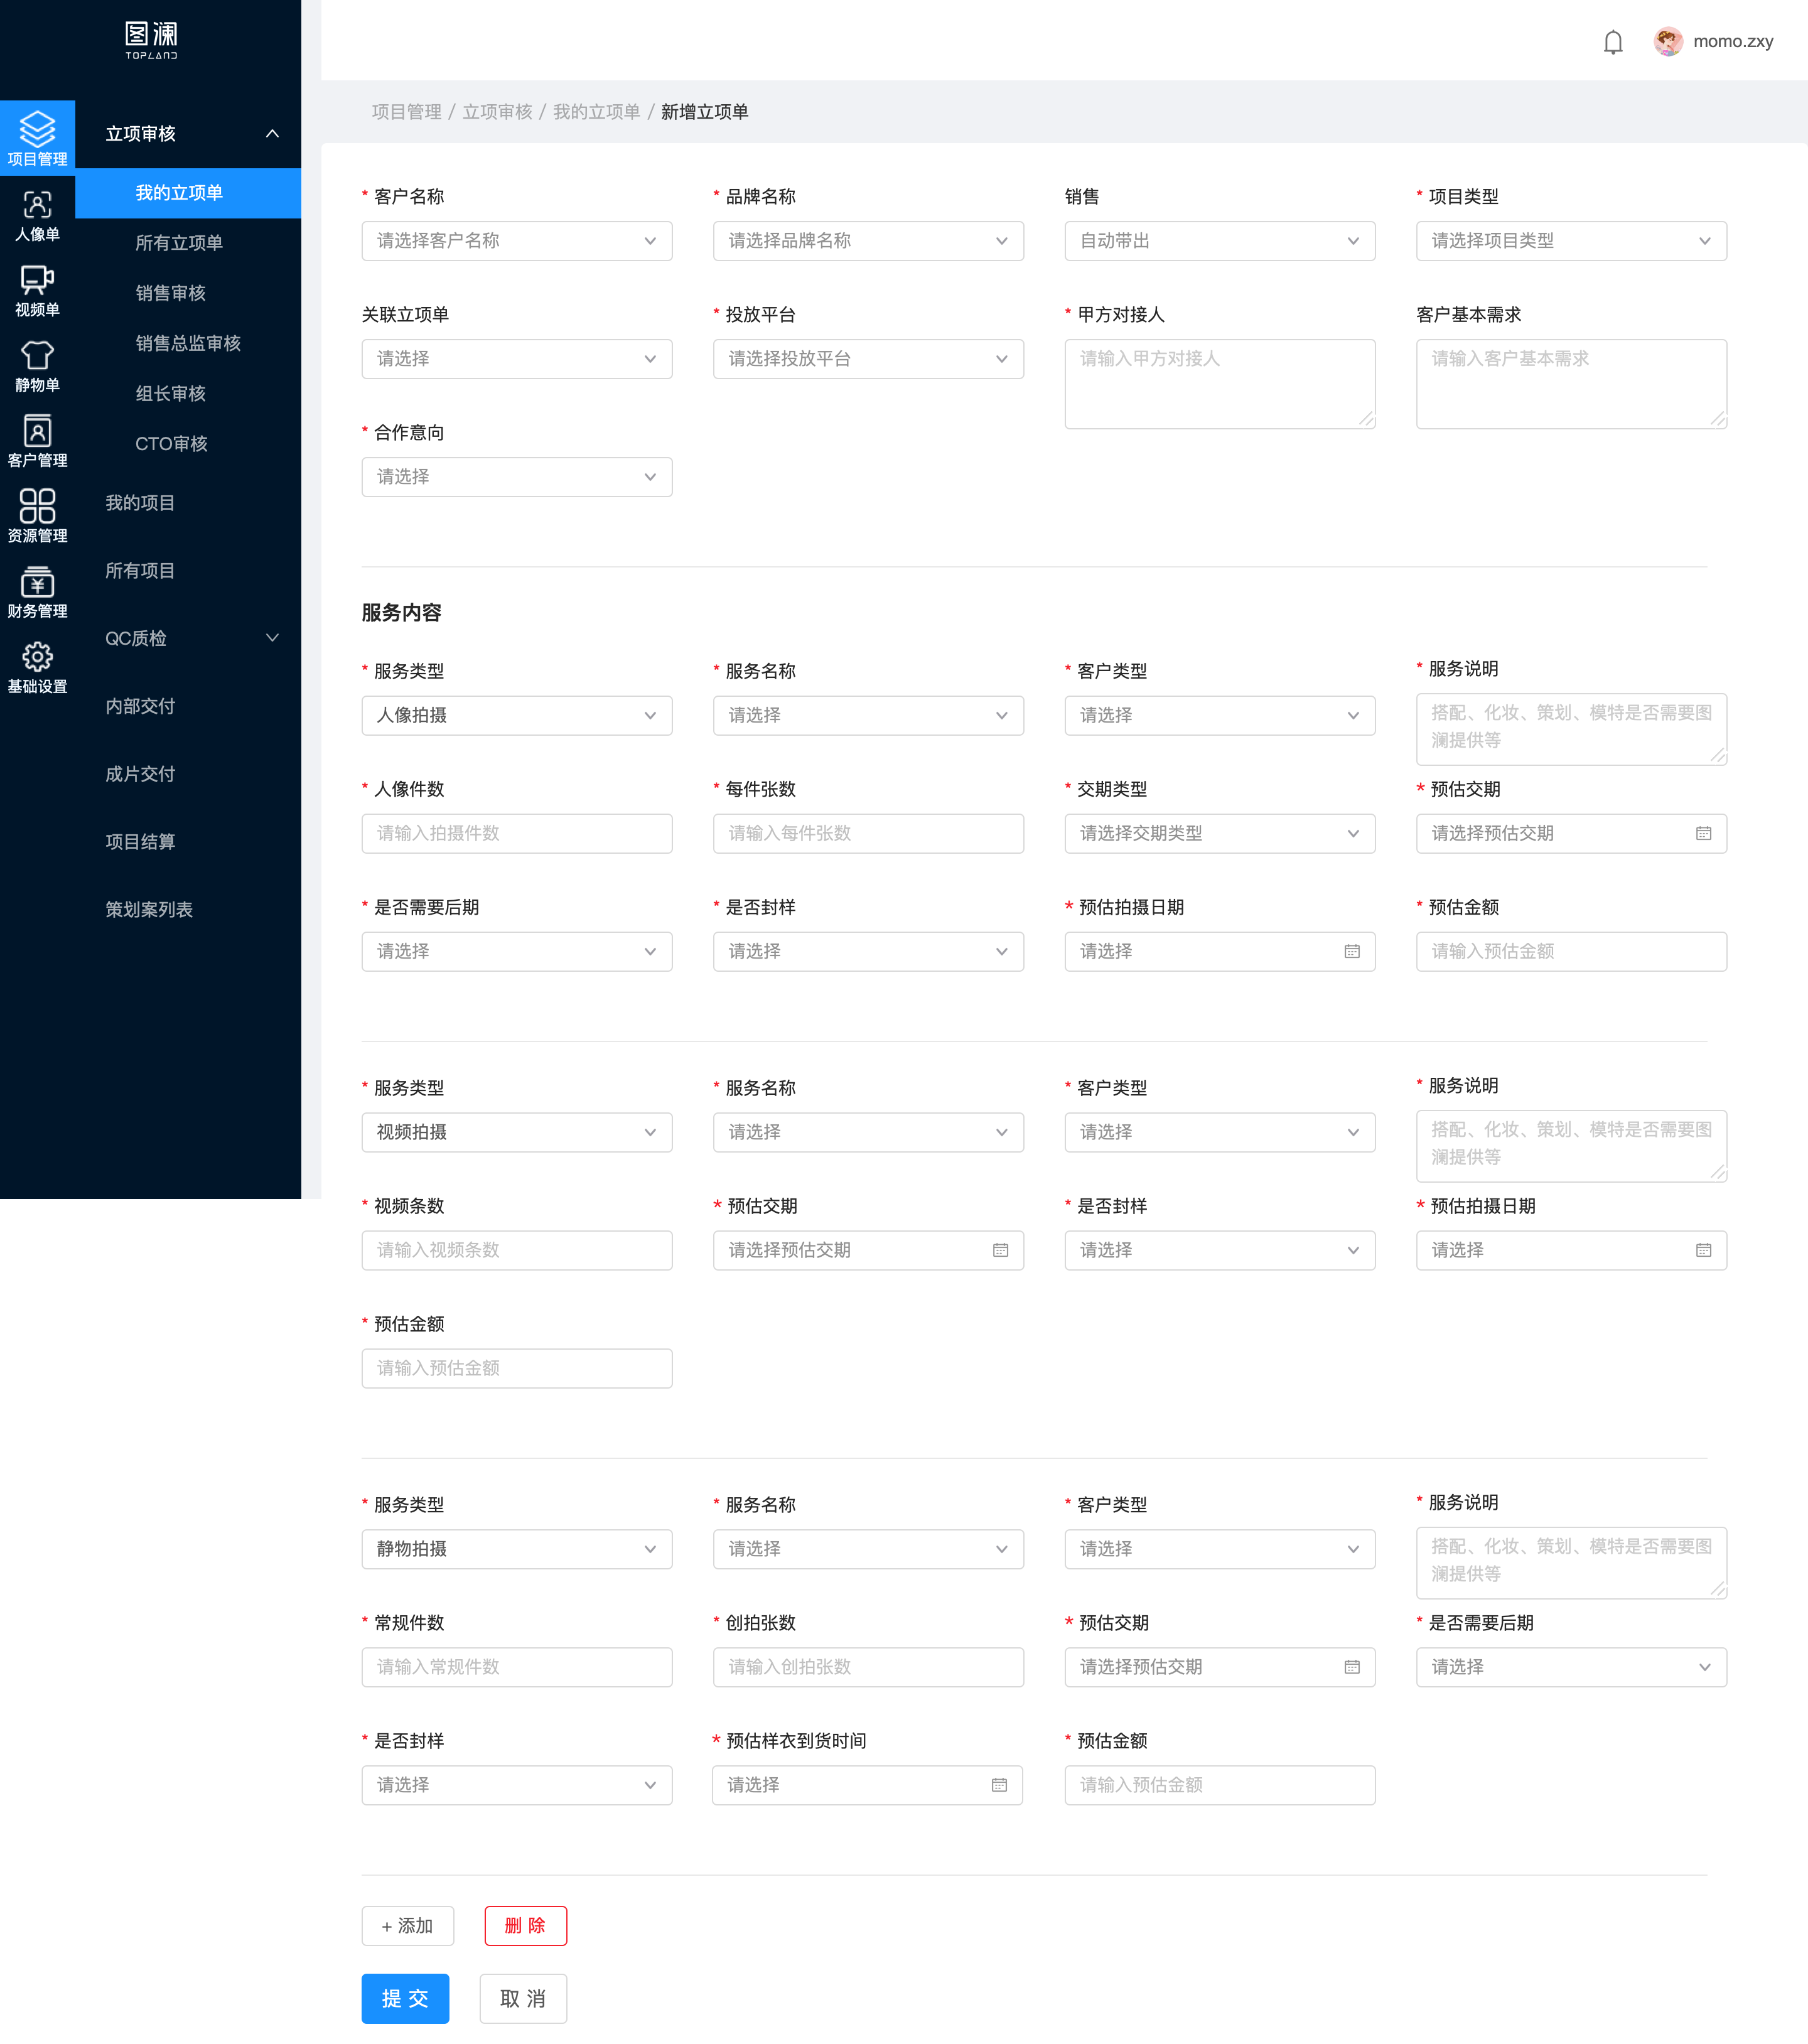 图澜
TOPLAND
momo.zxy
项目管理
人像单
视频单
静物单
客户管理
资源管理
财务管理
基础设置
立项审核
我的立项单
所有立项单
销售审核
销售总监审核
组长审核
CTO审核
我的项目
所有项目
QC质检
内部交付
成片交付
项目结算
策划案列表
项目管理 / 立项审核 / 我的立项单 / 新增立项单
* 客户名称 * 品牌名称 销售 * 项目类型
请选择客户名称 请选择品牌名称 自动带出 请选择项目类型
关联立项单 * 投放平台 * 甲方对接人 客户基本需求
请选择 请选择投放平台 请输入甲方对接人 请输入客户基本需求
* 合作意向
请选择
服务内容
* 服务类型 * 服务名称 * 客户类型 * 服务说明
人像拍摄 请选择 请选择 搭配、化妆、策划、模特是否需要图
澜提供等
* 人像件数 * 每件张数 * 交期类型 * 预估交期
请输入拍摄件数 请输入每件张数 请选择交期类型 请选择预估交期
* 是否需要后期 * 是否封样 * 预估拍摄日期 * 预估金额
请选择 请选择 请选择 请输入预估金额
* 服务类型 * 服务名称 * 客户类型 * 服务说明
视频拍摄 请选择 请选择 搭配、化妆、策划、模特是否需要图
澜提供等
* 视频条数 * 预估交期 * 是否封样 * 预估拍摄日期
请输入视频条数 请选择预估交期 请选择 请选择
* 预估金额
请输入预估金额
* 服务类型 * 服务名称 * 客户类型 * 服务说明
静物拍摄 请选择 请选择 搭配、化妆、策划、模特是否需要图
澜提供等
* 常规件数 * 创拍张数 * 预估交期 * 是否需要后期
请输入常规件数 请输入创拍张数 请选择预估交期 请选择
* 是否封样 * 预估样衣到货时间 * 预估金额
请选择 请选择 请输入预估金额
+ 添加 删 除
提 交 取 消